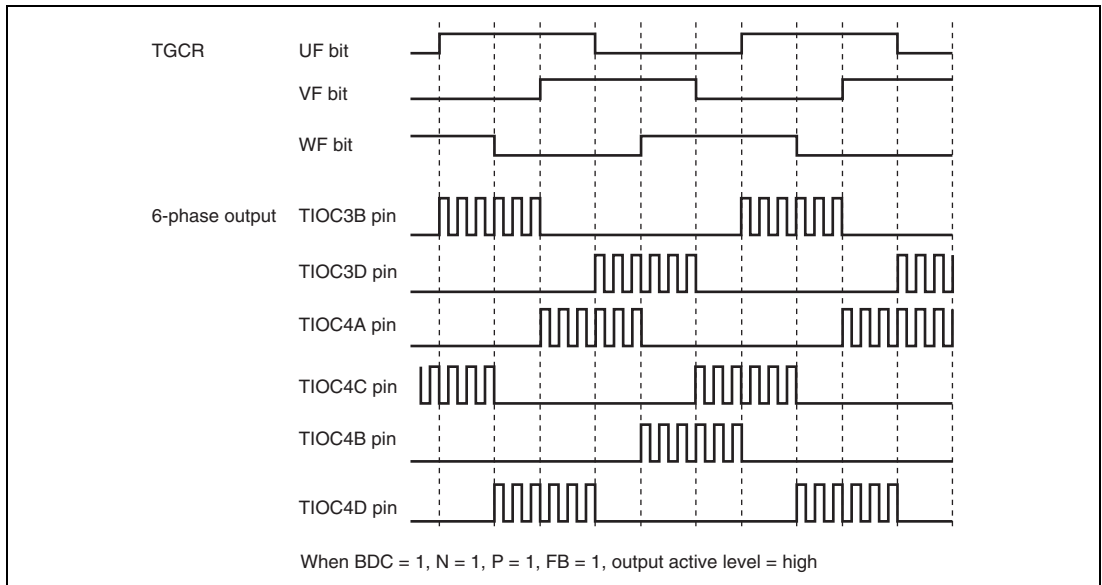 TGCR UF bit
VF bit
WF bit
6-phase output TIOC3B pin
TIOC3D pin
TIOC4A pin
TIOC4C pin
TIOC4B pin
TIOC4D pin
When BDC = 1, N = 1, P = 1, FB = 1, output active level = high